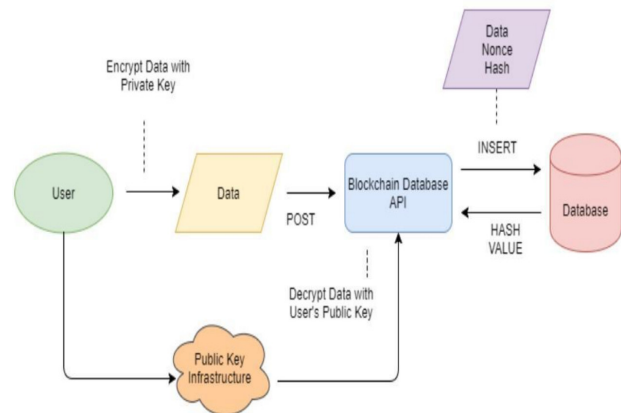 Data
Nonce
Hash
Encrypt Data with
Private Key
INSERT
User
Data
Blockchain Database
API
Database
POST
HASH
VALUE
Decrypt Data with
User's Public Key
Public Key
Infrastructure